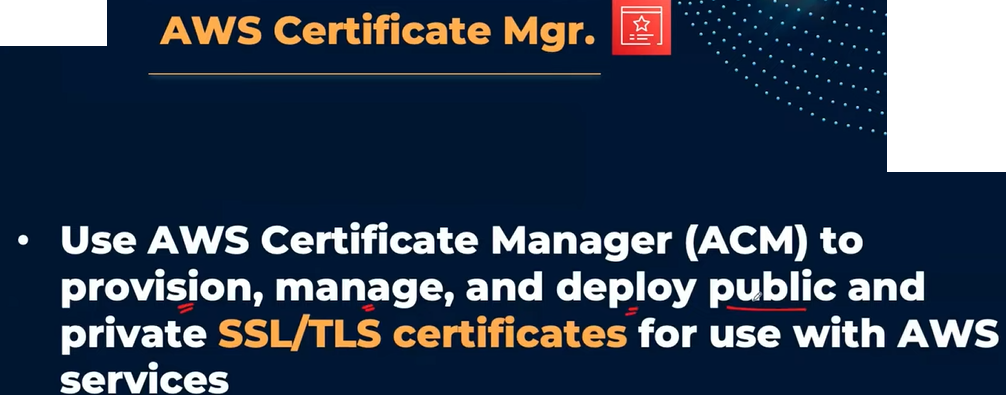 AWS Certificate Mgr.
• Use AWS Certificate Manager (ACM) to
provision, manage, and deploy public and
private SSL/TLS certificates for use with AWS
services